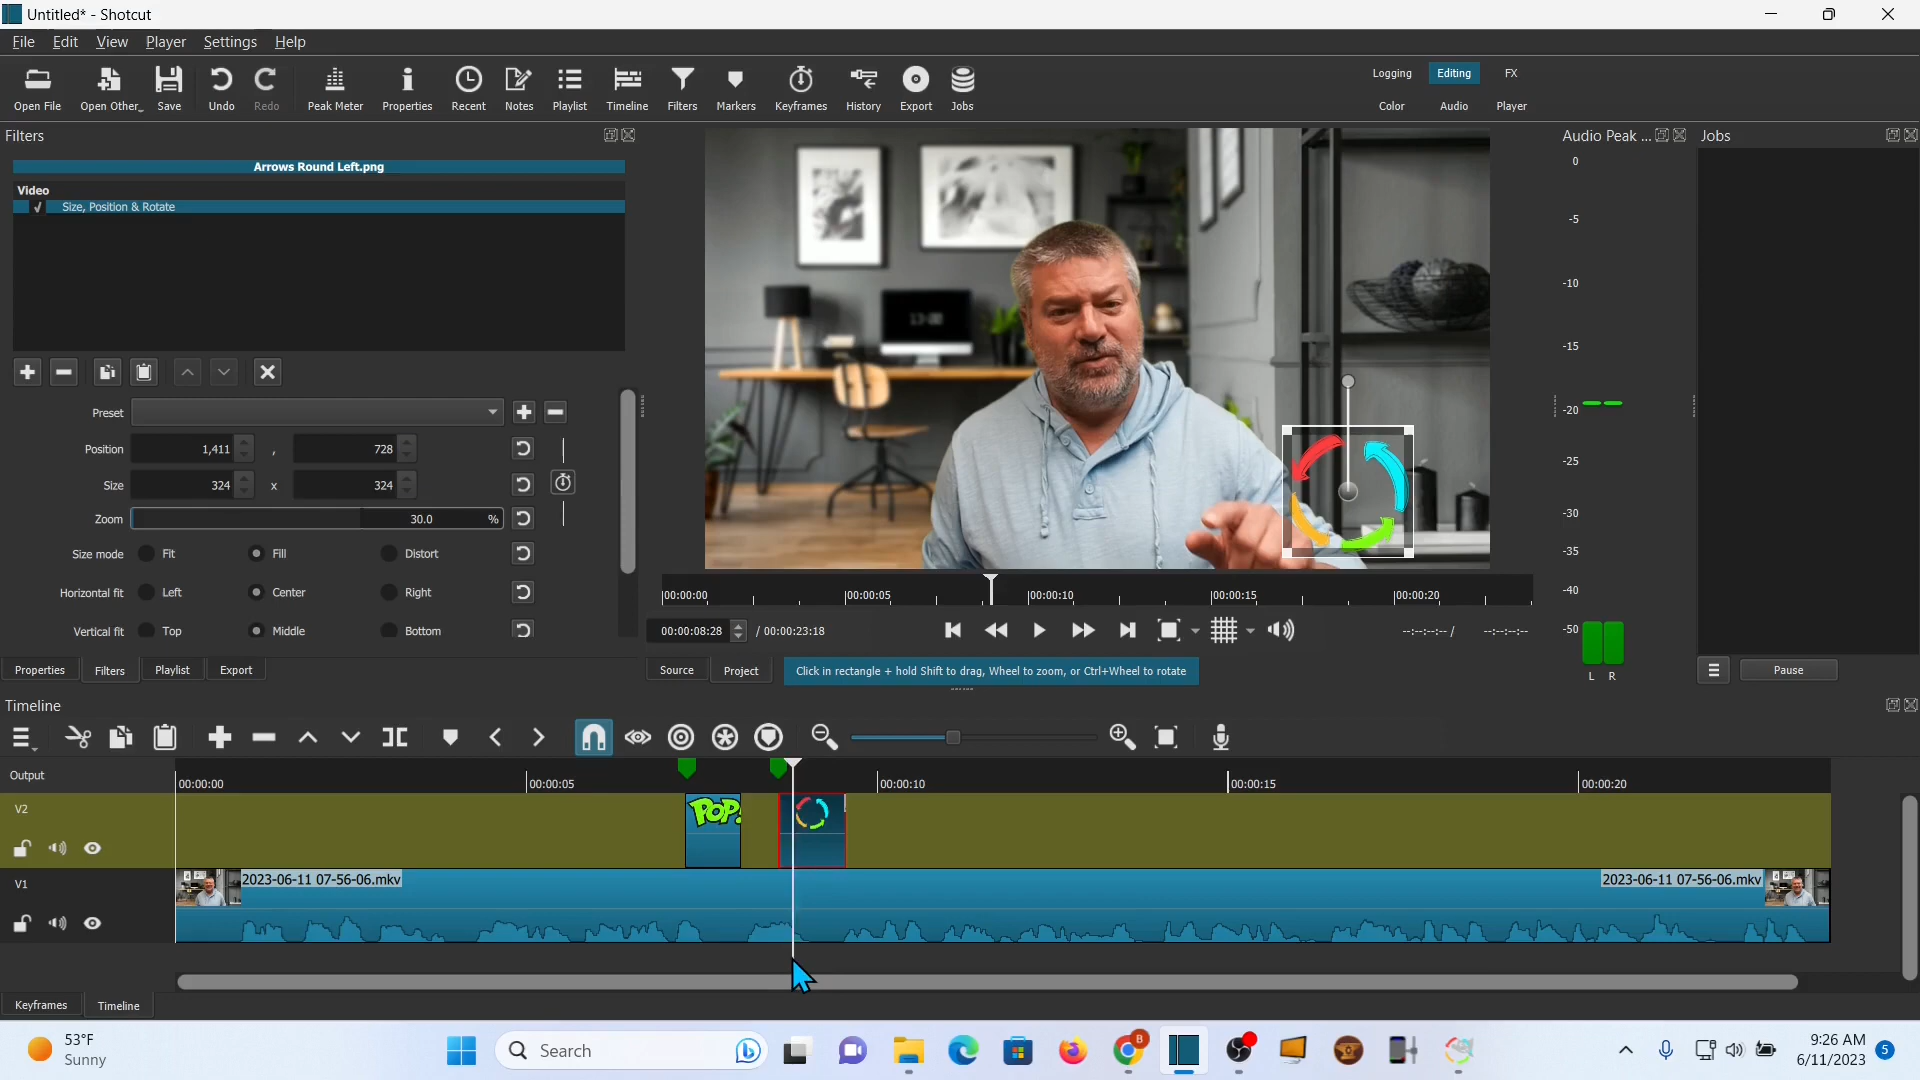 Untitled* - Shotcut
File Edit View Player Settings Help
Open File Open Other... Save Undo Redo Peak Meter Properties Recent Notes Playlist Timeline Filters Markers Keyframes History Export Jobs
Logging Editing FX
Color Audio Player
Filters
Arrows Round Left.png
Video
Size, Position & Rotate
Preset
Position 1,411 , 728
Size 324 x 324
Zoom 30.0 %
Size mode Fit Fill Distort
Horizontal fit Left Center Right
Vertical fit Top Middle Bottom
Properties Filters Playlist Export
13:00
00:00:00 00:00:05 00:00:10 00:00:15 00:00:20
00:00:08:28 / 00:00:23:18 --:--:--:-- / --:--:--:--
Source Project Click in rectangle + hold Shift to drag, Wheel to zoom, or Ctrl+Wheel to rotate
Audio Peak ...
0
-5
-10
-15
-20
-25
-30
-35
-40
-50
L R
Jobs
Pause
Timeline
Output
00:00:00 00:00:05 00:00:10 00:00:15 00:00:20
V2
POP!
V1
2023-06-11 07-56-06.mkv 2023-06-11 07-56-06.mkv
Keyframes Timeline
53°F
Sunny
Search
B
9:26 AM
6/11/2023
5